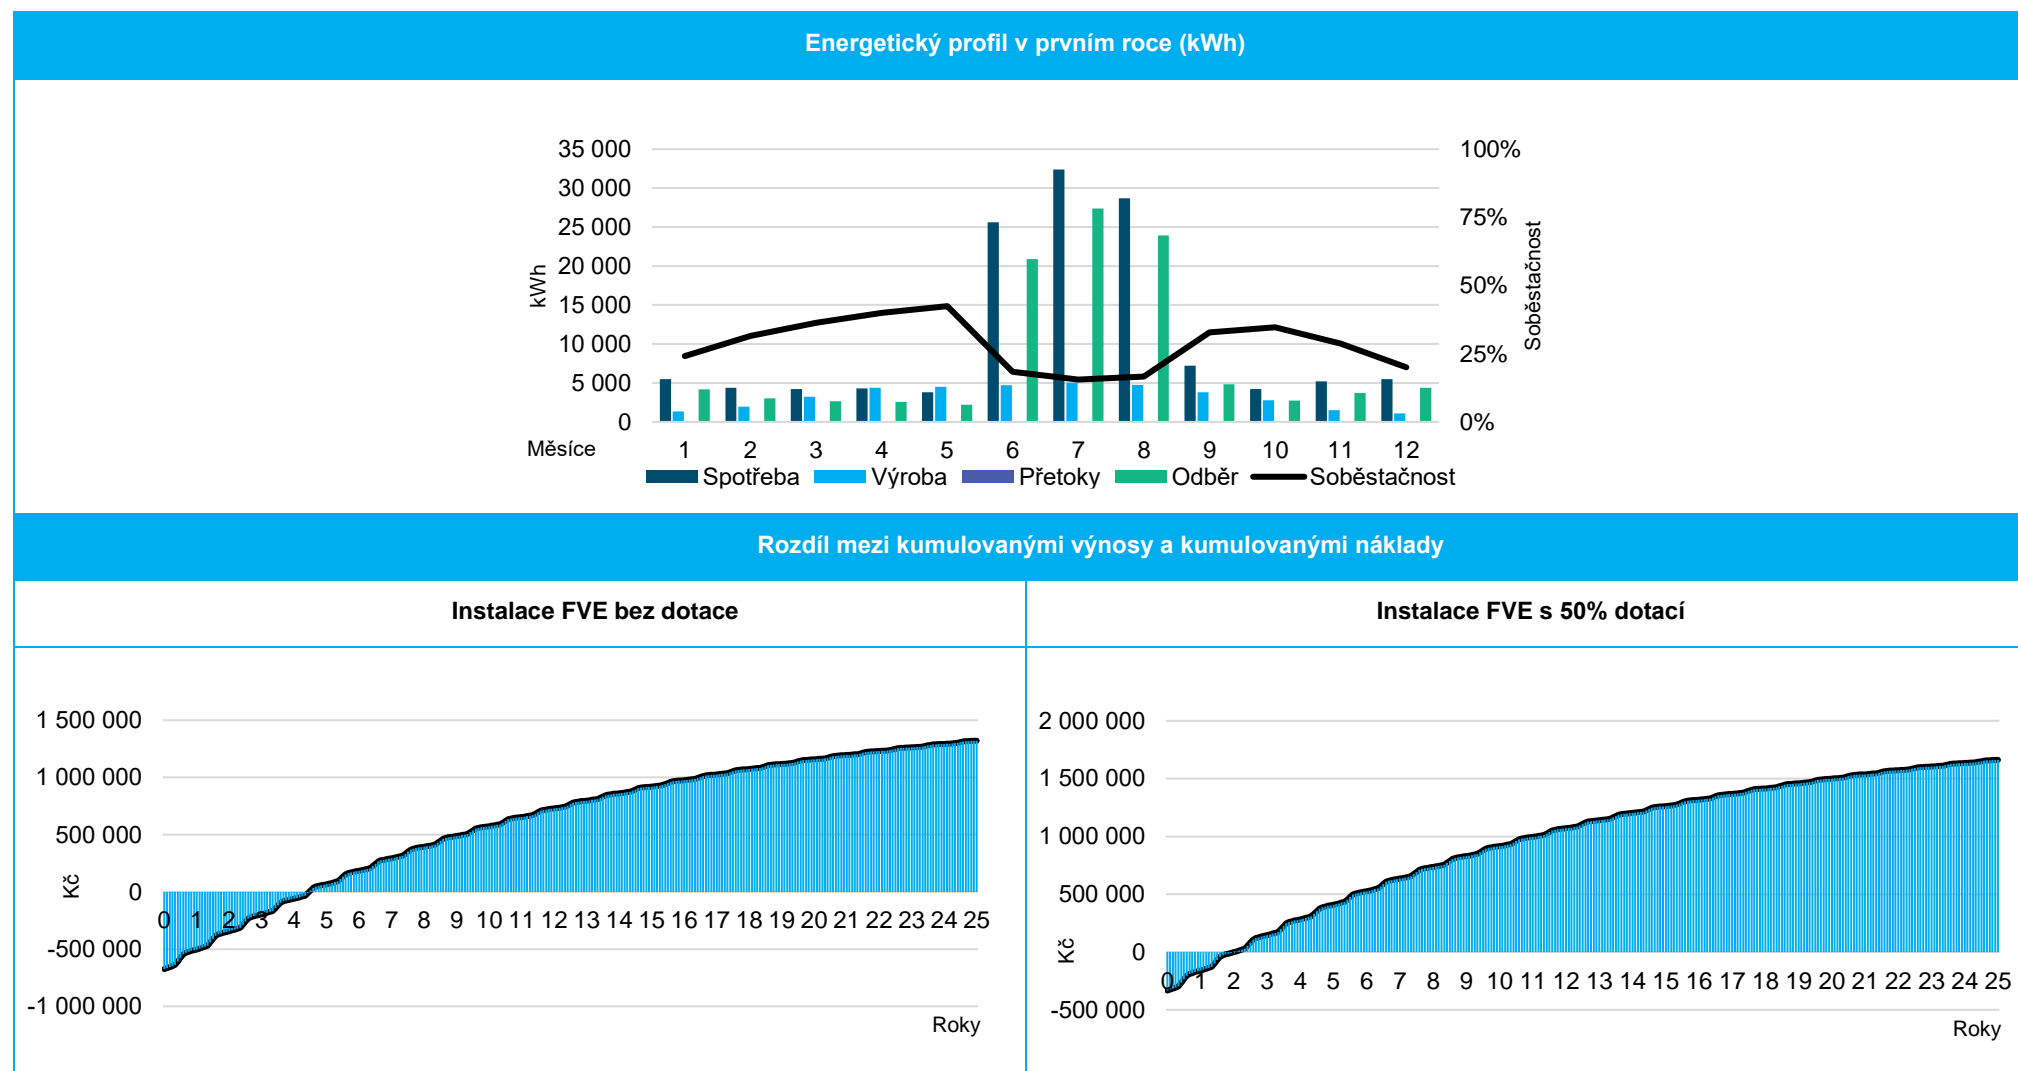 Energetický profil v prvním roce (kWh)
35 000
30 000
25 000
20 000
15 000
10 000
5 000
0
kWh
100%
75%
50%
25%
0%
Soběstačnost
Měsíce
1 2 3 4 5 6 7 8 9 10 11 12
Spotřeba Výroba Přetoky Odběr Soběstačnost
Rozdíl mezi kumulovanými výnosy a kumulovanými náklady
Instalace FVE bez dotace
1 500 000
1 000 000
500 000
0
-500 000
-1 000 000
Kč
0 1 2 3 4 5 6 7 8 9 10 11 12 13 14 15 16 17 18 19 20 21 22 23 24 25
Roky
Instalace FVE s 50% dotací
2 000 000
1 500 000
1 000 000
500 000
0
-500 000
Kč
0 1 2 3 4 5 6 7 8 9 10 11 12 13 14 15 16 17 18 19 20 21 22 23 24 25
Roky